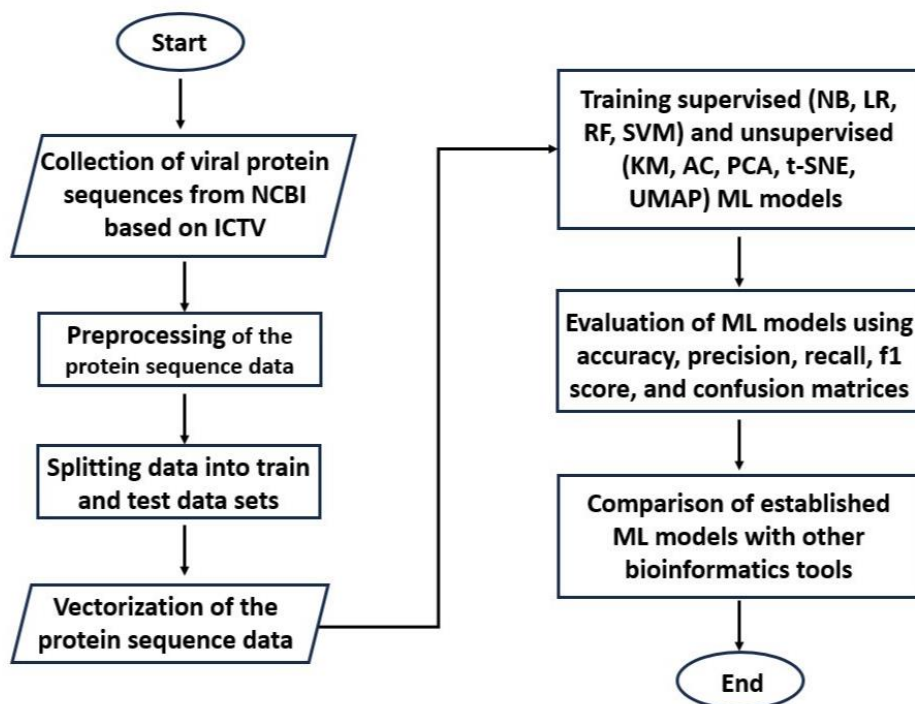 Start
Collection of viral protein
sequences from NCBI
based on ICTV
Preprocessing of the
protein sequence data
Splitting data into train
and test data sets
Vectorization of the
protein sequence data
Training supervised (NB, LR,
RF, SVM) and unsupervised
(KM, AC, PCA, t-SNE,
UMAP) ML models
Evaluation of ML models using
accuracy, precision, recall, f1
score, and confusion matrices
Comparison of established
ML models with other
bioinformatics tools
End